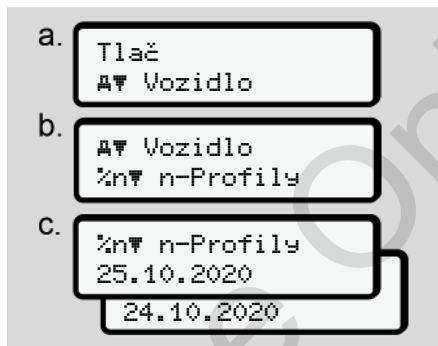 a.
Tlač
Vozidlo
b.
Vozidlo
%n▼ n-Profily
c.
%n▼ n-Profily
25.10.2020
24.10.2020